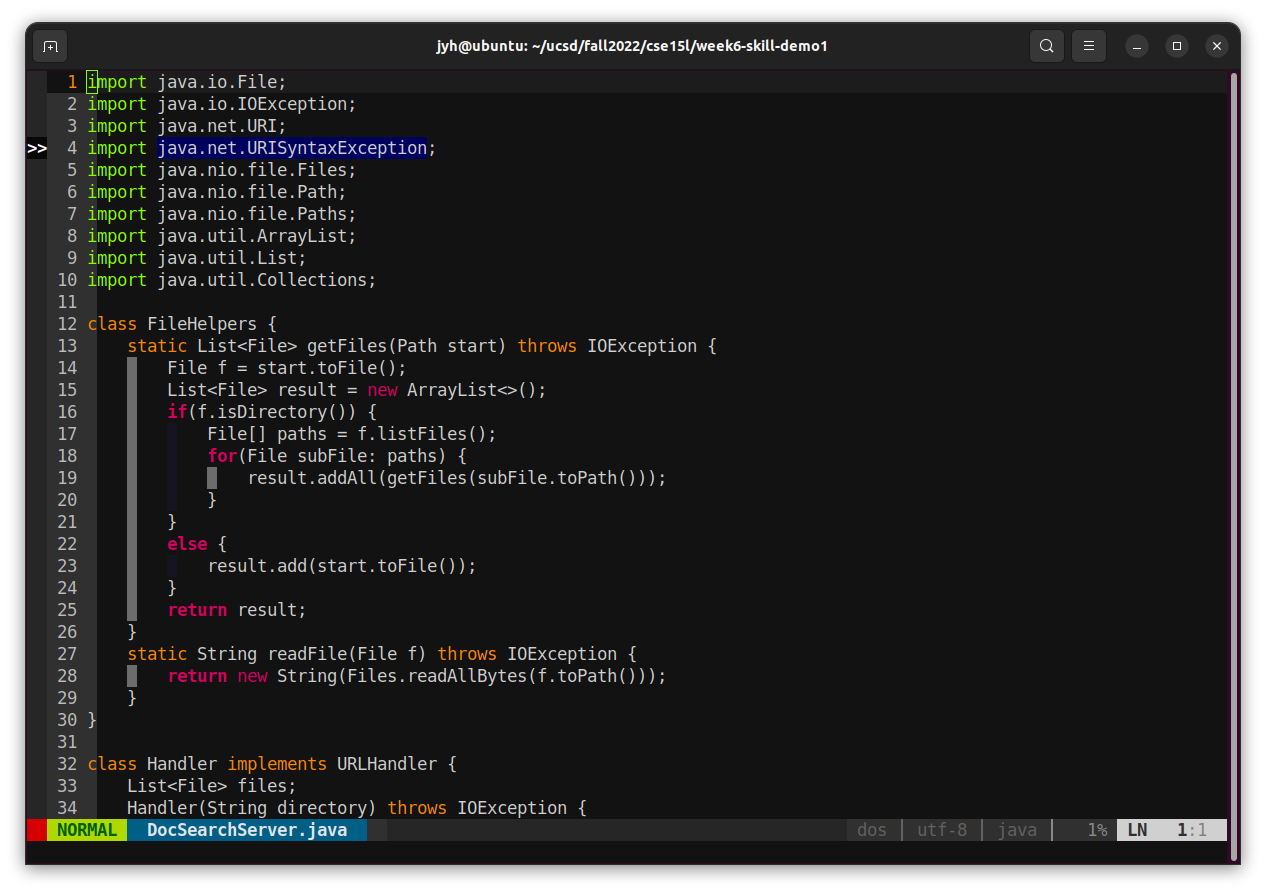 jyh@ubuntu: ~/ucsd/fall2022/cse15l/week6-skill-demo1
1 import java.io.File;
2 import java.io.IOException;
3 import java.net.URI;
>> 4 import java.net.URISyntaxException;
5 import java.nio.file.Files;
6 import java.nio.file.Path;
7 import java.nio.file.Paths;
8 import java.util.ArrayList;
9 import java.util.List;
10 import java.util.Collections;
11
12 class FileHelpers {
13     static List<File> getFiles(Path start) throws IOException {
14         File f = start.toFile();
15         List<File> result = new ArrayList<>();
16         if(f.isDirectory()) {
17             File[] paths = f.listFiles();
18             for(File subFile: paths) {
19                 result.addAll(getFiles(subFile.toPath()));
20             }
21         }
22         else {
23             result.add(start.toFile());
24         }
25         return result;
26     }
27     static String readFile(File f) throws IOException {
28         return new String(Files.readAllBytes(f.toPath()));
29     }
30 }
31
32 class Handler implements URLHandler {
33     List<File> files;
34     Handler(String directory) throws IOException {
NORMAL DocSearchServer.java dos utf-8 java 1% LN 1:1